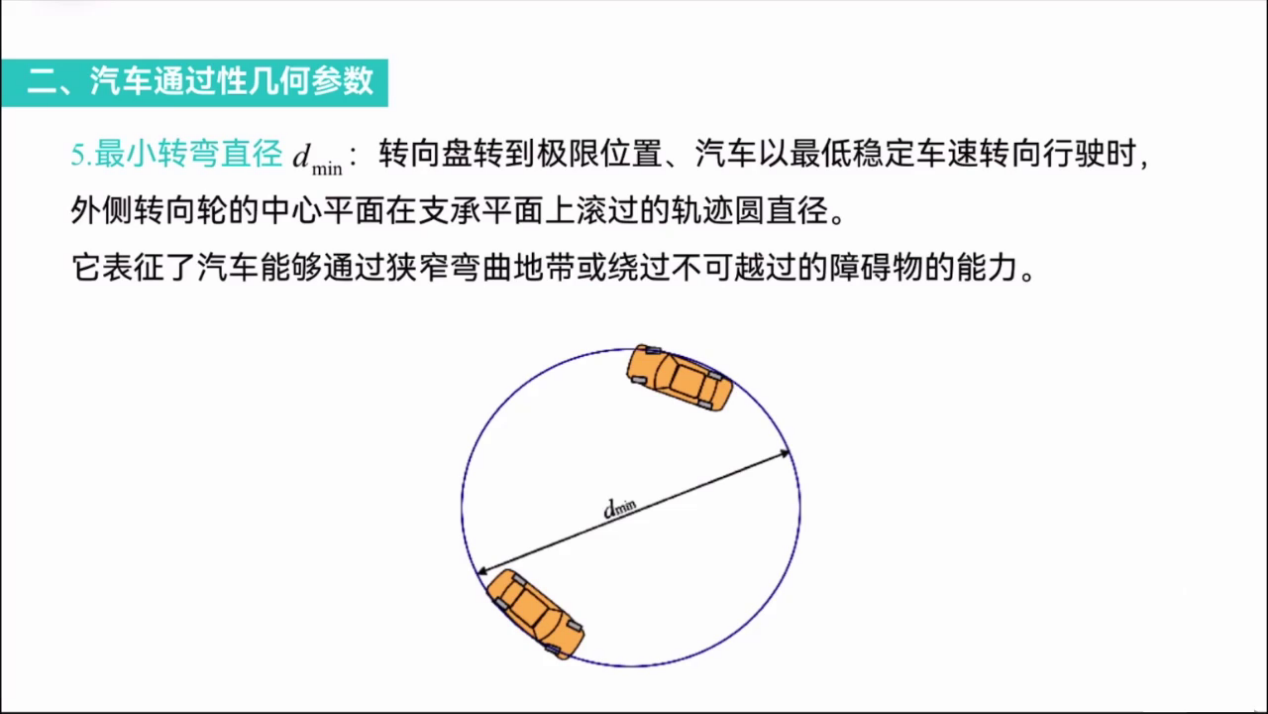 二、汽车通过性几何参数
5.最小转弯直径 dmin：转向盘转到极限位置、汽车以最低稳定车速转向行驶时，
外侧转向轮的中心平面在支承平面上滚过的轨迹圆直径。
它表征了汽车能够通过狭窄弯曲地带或绕过不可越过的障碍物的能力。
dmin